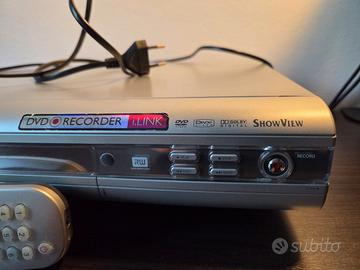 DVD RECORDER i.LINK
DVD DivX DOLBY DIGITAL SHOWVIEW
RW
RECORD
subito